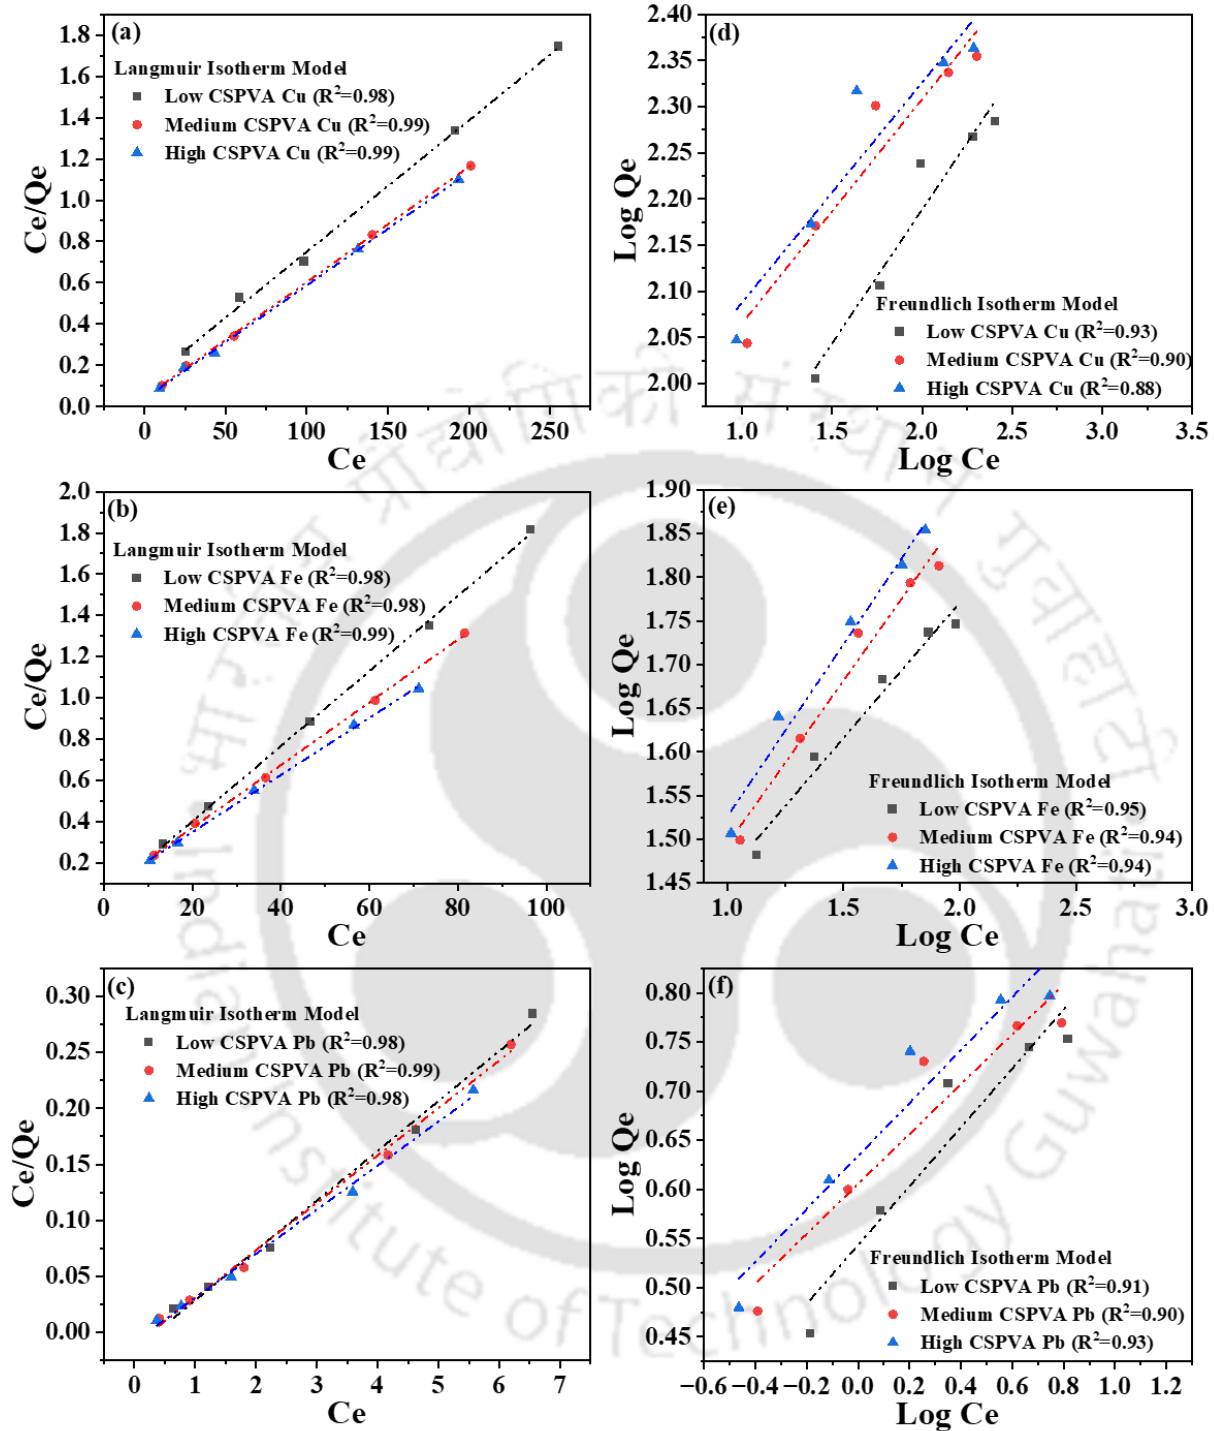 (a)
Langmuir Isotherm Model
Low CSPVA Cu (R²=0.98)
Medium CSPVA Cu (R²=0.99)
High CSPVA Cu (R²=0.99)
Ce/Qe
1.8
1.6
1.4
1.2
1.0
0.8
0.6
0.4
0.2
0.0
0 50 100 150 200 250
Ce
(d)
Freundlich Isotherm Model
Low CSPVA Cu (R²=0.93)
Medium CSPVA Cu (R²=0.90)
High CSPVA Cu (R²=0.88)
Log Qe
2.40
2.35
2.30
2.25
2.20
2.15
2.10
2.05
2.00
1.0 1.5 2.0 2.5 3.0 3.5
Log Ce
(b)
Langmuir Isotherm Model
Low CSPVA Fe (R²=0.98)
Medium CSPVA Fe (R²=0.98)
High CSPVA Fe (R²=0.99)
Ce/Qe
2.0
1.8
1.6
1.4
1.2
1.0
0.8
0.6
0.4
0.2
0 20 40 60 80 100
Ce
(e)
Freundlich Isotherm Model
Low CSPVA Fe (R²=0.95)
Medium CSPVA Fe (R²=0.94)
High CSPVA Fe (R²=0.94)
Log Qe
1.90
1.85
1.80
1.75
1.70
1.65
1.60
1.55
1.50
1.45
1.0 1.5 2.0 2.5 3.0
Log Ce
(c)
Langmuir Isotherm Model
Low CSPVA Pb (R²=0.98)
Medium CSPVA Pb (R²=0.99)
High CSPVA Pb (R²=0.98)
Ce/Qe
0.30
0.25
0.20
0.15
0.10
0.05
0.00
0 1 2 3 4 5 6 7
Ce
(f)
Freundlich Isotherm Model
Low CSPVA Pb (R²=0.91)
Medium CSPVA Pb (R²=0.90)
High CSPVA Pb (R²=0.93)
Log Qe
0.80
0.75
0.70
0.65
0.60
0.55
0.50
0.45
−0.6 −0.4 −0.2 0.0 0.2 0.4 0.6 0.8 1.0 1.2
Log Ce
Indian Institute of Technology Guwahati